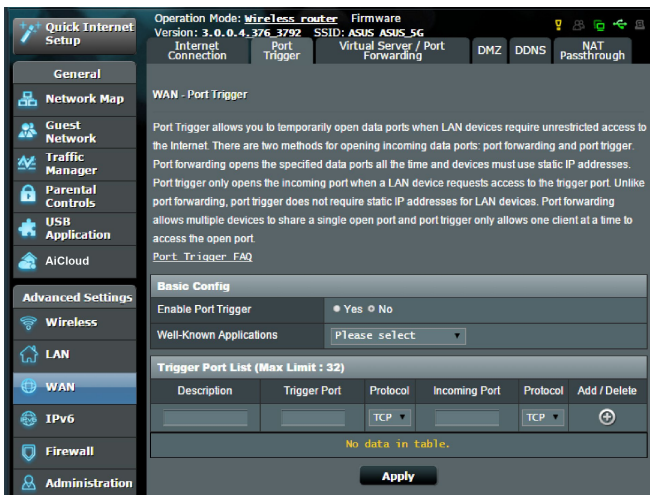 Quick Internet
Setup
General
Network Map
Guest
Network
Traffic
Manager
Parental
Controls
USB
Application
AiCloud
Advanced Settings
Wireless
LAN
WAN
IPv6
Firewall
Administration
Operation Mode: Wireless router Firmware
Version: 3.0.0.4.376_3792 SSID: ASUS ASUS_5G
Internet
Connection
Port
Trigger
Virtual Server / Port
Forwarding
DMZ
DDNS
NAT
Passthrough
WAN - Port Trigger
Port Trigger allows you to temporarily open data ports when LAN devices require unrestricted access to
the Internet. There are two methods for opening incoming data ports: port forwarding and port trigger.
Port forwarding opens the specified data ports all the time and devices must use static IP addresses.
Port trigger only opens the incoming port when a LAN device requests access to the trigger port. Unlike
port forwarding, port trigger does not require static IP addresses for LAN devices. Port forwarding
allows multiple devices to share a single open port and port trigger only allows one client at a time to
access the open port.
Port Trigger FAQ
Basic Config
Enable Port Trigger Yes No
Well-Known Applications Please select
Trigger Port List (Max Limit : 32)
Description Trigger Port Protocol Incoming Port Protocol Add / Delete
TCP TCP
No data in table.
Apply